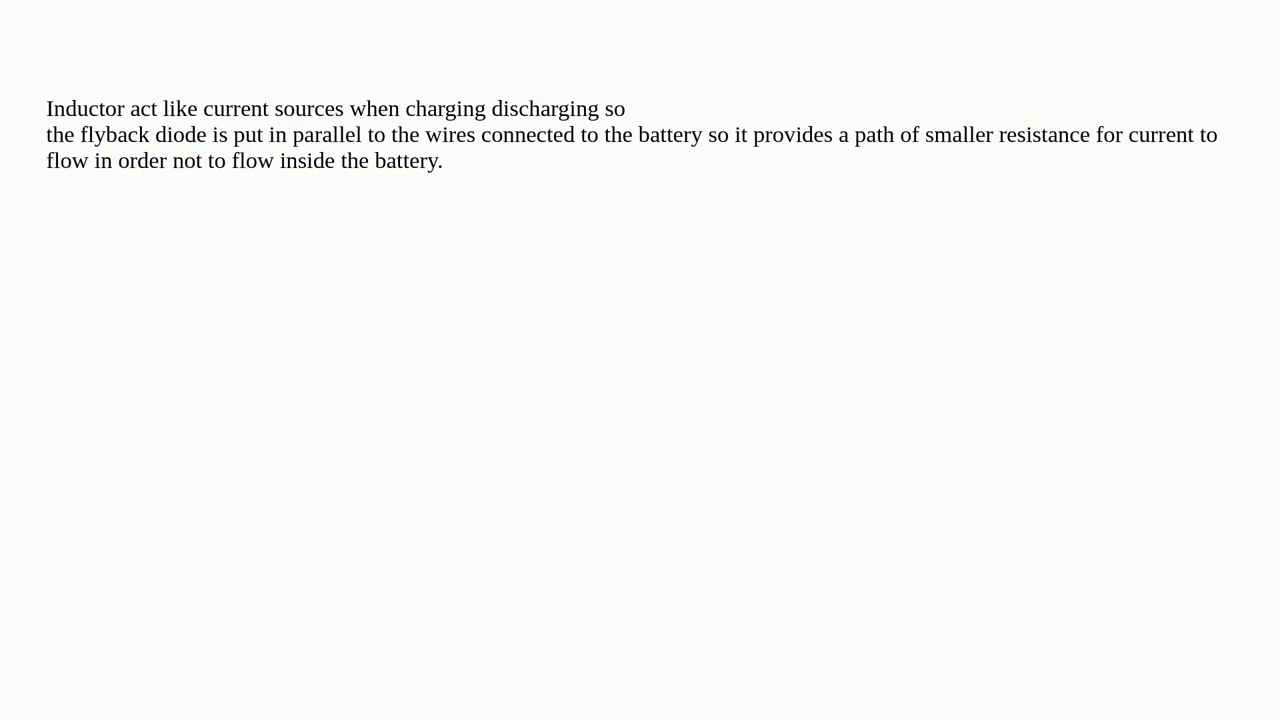 Inductor act like current sources when charging discharging so
the flyback diode is put in parallel to the wires connected to the battery so it provides a path of smaller resistance for current to
flow in order not to flow inside the battery.